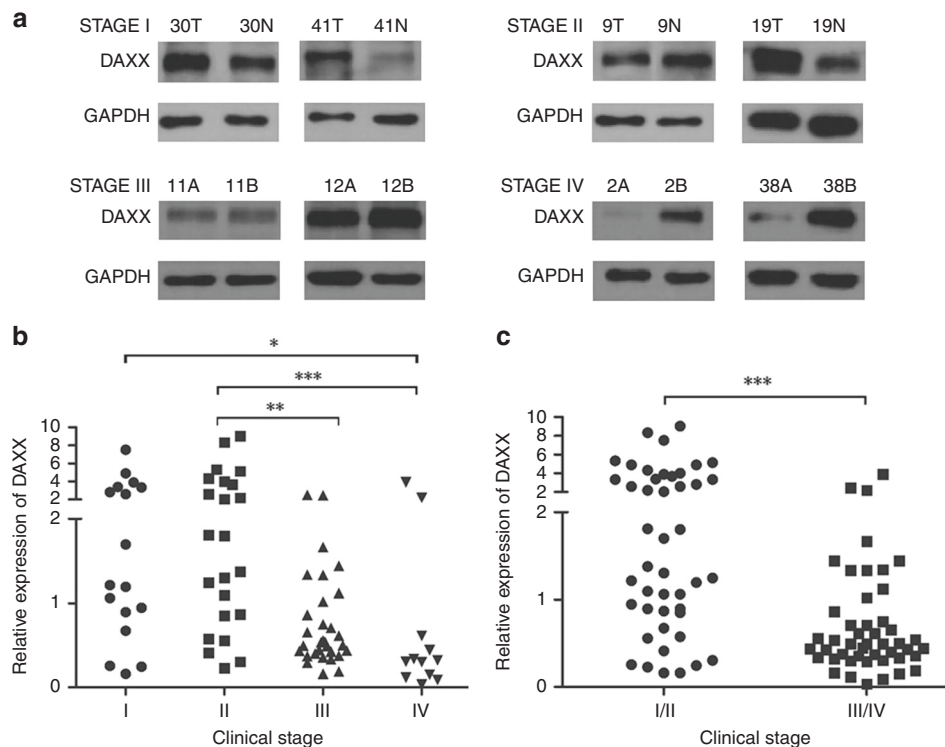 a
STAGE I 30T 30N 41T 41N
DAXX
GAPDH
STAGE II 9T 9N 19T 19N
DAXX
GAPDH
STAGE III 11A 11B 12A 12B
DAXX
GAPDH
STAGE IV 2A 2B 38A 38B
DAXX
GAPDH
b
*
***
**
Relative expression of DAXX
10
8
6
4
2
2
1
0
I II III IV
Clinical stage
c
***
Relative expression of DAXX
10
8
6
4
2
2
1
0
I/II III/IV
Clinical stage